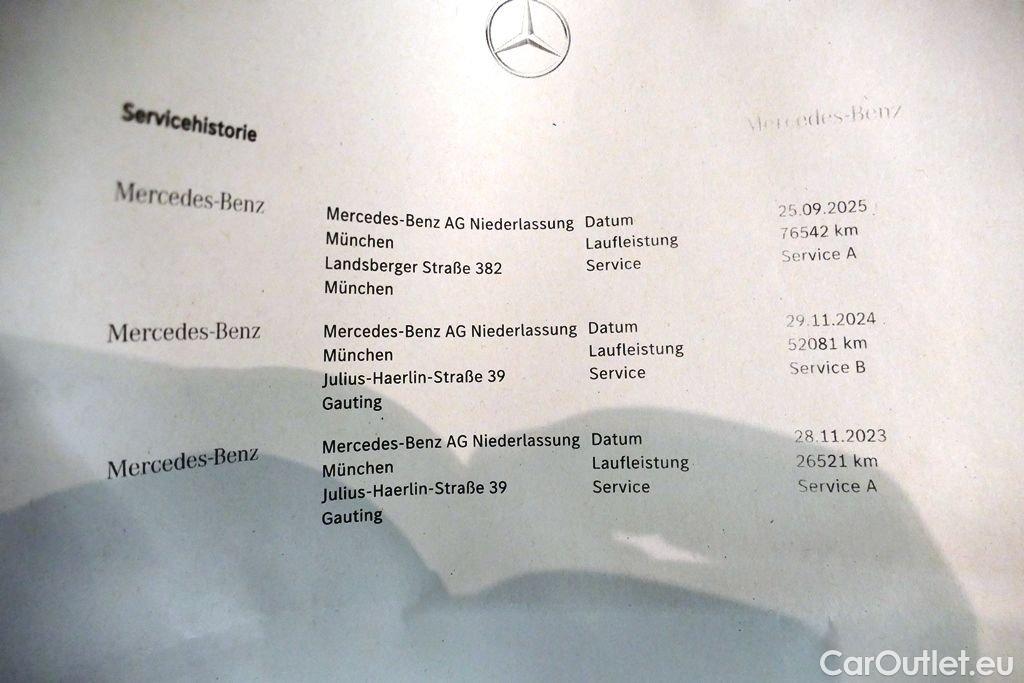 Servicehistorie
Mercedes-Benz
Mercedes-Benz
Mercedes-Benz AG Niederlassung Datum 25.09.2025
München Laufleistung 76542 km
Landsberger Straße 382 Service Service A
München
Mercedes-Benz
Mercedes-Benz AG Niederlassung Datum 29.11.2024
München Laufleistung 52081 km
Julius-Haerlin-Straße 39 Service Service B
Gauting
Mercedes-Benz
Mercedes-Benz AG Niederlassung Datum 28.11.2023
München Laufleistung 26521 km
Julius-Haerlin-Straße 39 Service Service A
Gauting
CarOutlet.eu